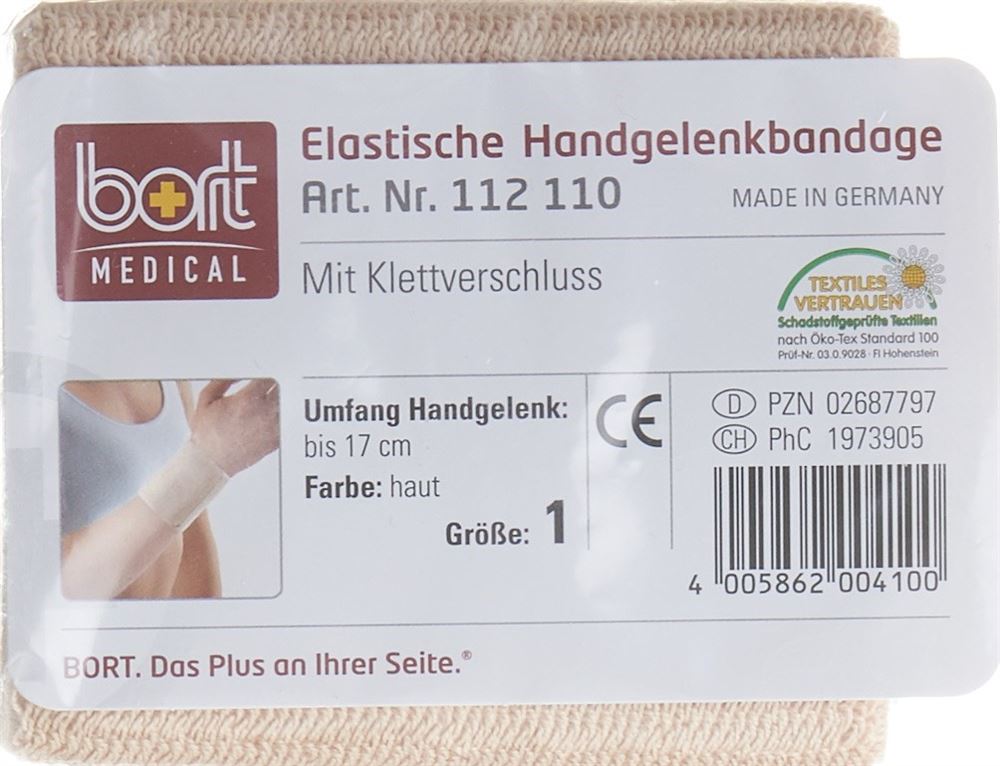 bort
MEDICAL
Elastische Handgelenkbandage
Art. Nr. 112 110
MADE IN GERMANY
Mit Klettverschluss
TEXTILES
VERTRAUEN
Schadstoffgeprüfte Textilien
nach Öko-Tex Standard 100
Prüf-Nr. 03.0.9028 · FI Hohenstein
Umfang Handgelenk:
bis 17 cm
Farbe: haut
Größe: 1
CE
D PZN 02687797
CH PhC 1973905
4 005862 004100
BORT. Das Plus an Ihrer Seite.®